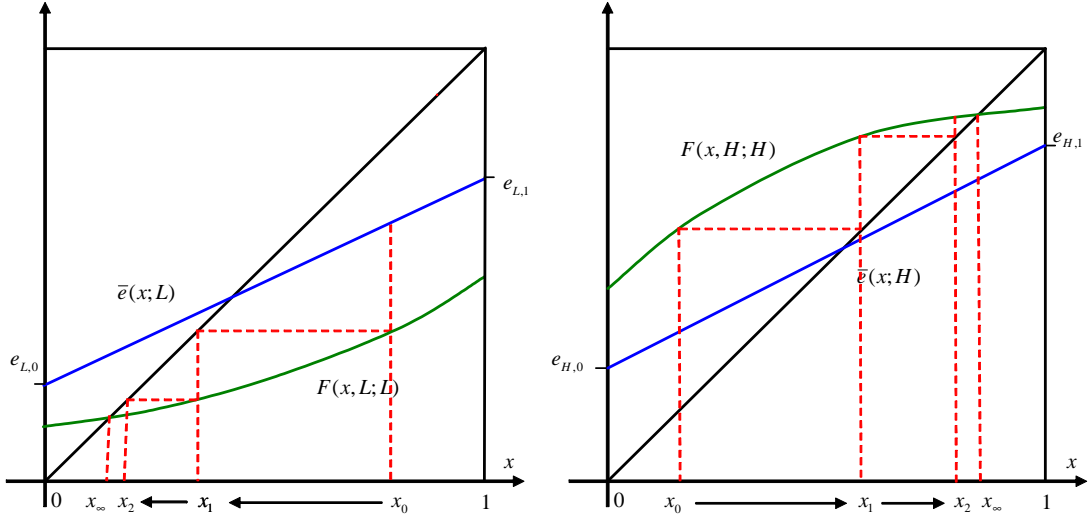 e_{L,1}
ē(x;L)
e_{L,0}
F(x,L;L)
x
0 x_∞ x_2 x_1 x_0 1
e_{H,1}
F(x,H;H)
ē(x;H)
e_{H,0}
x
0 x_0 x_1 x_2 x_∞ 1